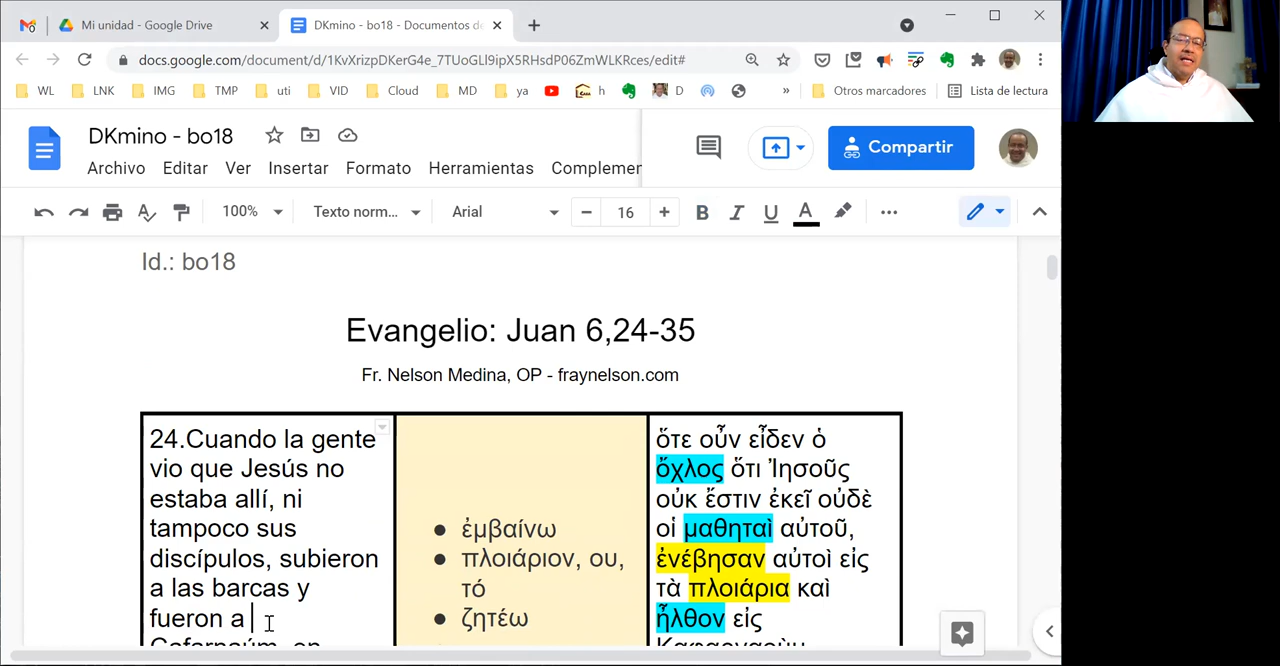 Mi unidad - Google Drive
DKmino - bo18 - Documentos de
docs.google.com/document/d/1KvXrizpDKerG4e_7TUoGLl9ipX5RHsdP06ZmWLKRces/edit#
WL LNK IMG TMP uti VID Cloud MD ya h D » Otros marcadores Lista de lectura
DKmino - bo18
Compartir
Archivo Editar Ver Insertar Formato Herramientas Complemen
100% Texto norm... Arial 16 B I U A
Id.: bo18
Evangelio: Juan 6,24-35
Fr. Nelson Medina, OP - fraynelson.com
24.Cuando la gente
vio que Jesús no
estaba allí, ni
tampoco sus
discípulos, subieron
a las barcas y
fueron a
Cafarnaúm, en
● ἐμβαίνω
● πλοιάριον, ου,
τό
● ζητέω
ὅτε οὖν εἶδεν ὁ
ὄχλος ὅτι Ἰησοῦς
οὐκ ἔστιν ἐκεῖ οὐδὲ
οἱ μαθηταὶ αὐτοῦ,
ἐνέβησαν αὐτοὶ εἰς
τὰ πλοιάρια καὶ
ἦλθον εἰς
Καφαρναοὺμ